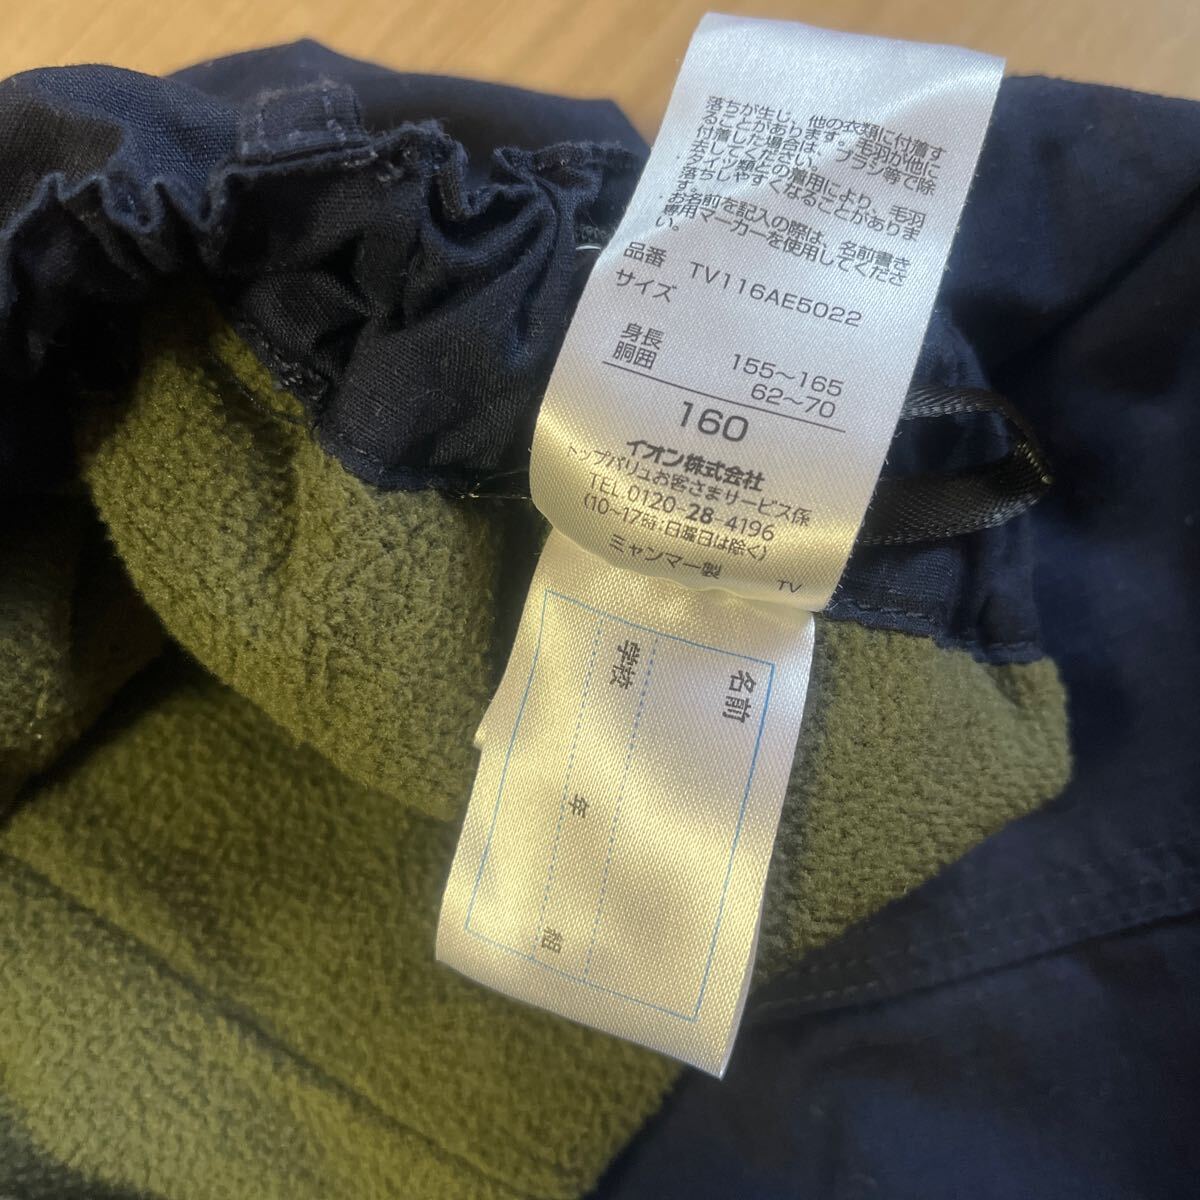 落ちが生じ、他の衣類に付着す
ることがあります。毛羽が他に
付着した場合は、ブラシ等で除
去してください。
タイツ類との着用により、毛羽
落ちしやすくなることがありま
す。
お名前を記入の際は、名前書き
専用マーカーを使用してくださ
い。
品番 TV116AE5022
サイズ
身長 155~165
胴囲 62~70
160
イオン株式会社
トップバリュお客さまサービス係
TEL 0120-28-4196
(10~17時:日曜日は除く)
ミャンマー製 TV
名前
学校
年 組